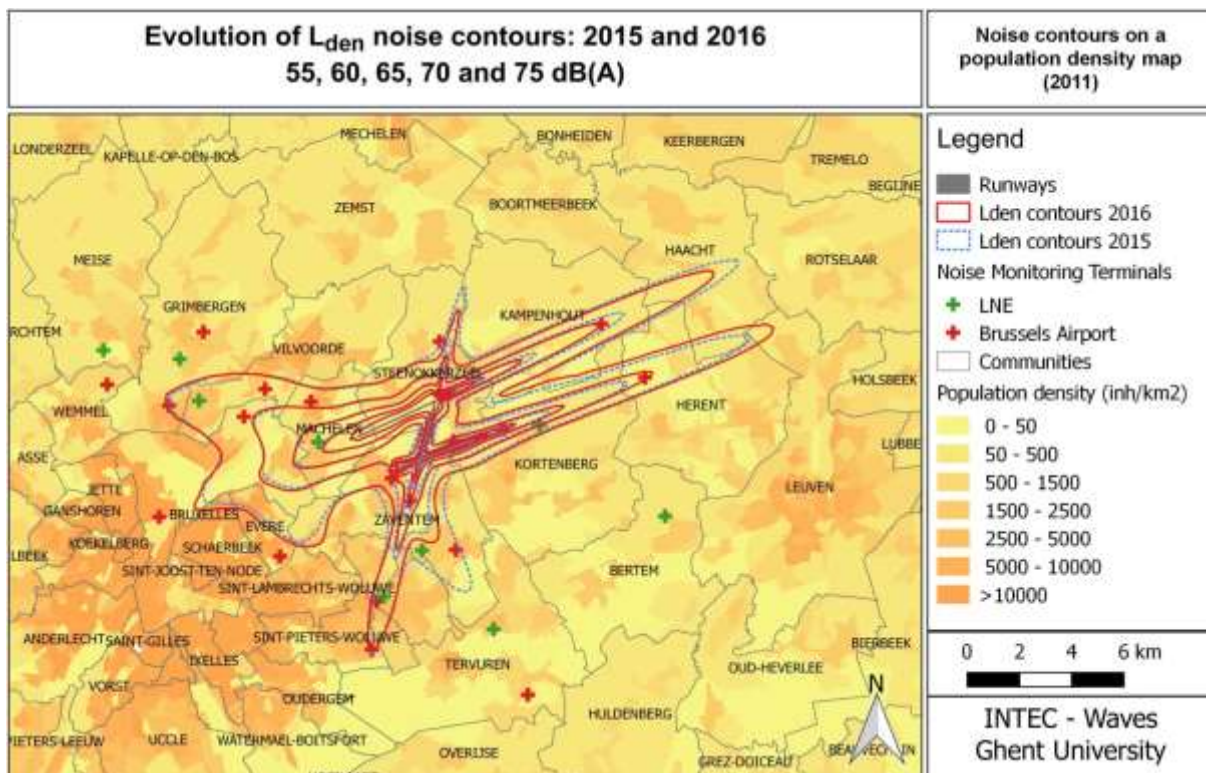 Evolution of Lden noise contours: 2015 and 2016
55, 60, 65, 70 and 75 dB(A)
Noise contours on a
population density map
(2011)
MECHELEN
BONHEIDEN
KEERBERGEN
LONDERZEEL
KAPELLE-OP-DEN-BOS
TREMELO
BEGIJNE
ZEMST
BOORTMEERBEEK
HAACHT
ROTSELAAR
MEISE
GRIMBERGEN
KAMPENHOUT
RCHTEM
VILVOORDE
STEENOKKERZEEL
HOLSBEEK
WEMMEL
HERENT
MACHELEN
LUBBE
ASSE
KORTENBERG
JETTE
LEUVEN
GANSHOREN
BRUXELLES
ZAVENTEM
EVERE
KOEKELBERG
SCHAERBEEK
LBEEK
SINT-JOOST-TEN-NODE
BERTEM
SINT-LAMBRECHTS-WOLUWE
ANDERLECHT
SAINT-GILLES
SINT-PIETERS-WOLUWE
BIERBEEK
IXELLES
TERVUREN
OUD-HEVERLEE
VORST
OUDERGEM
HULDENBERG
PIETERS-LEEUW
UCCLE
WATERMAEL-BOITSFORT
OVERIJSE
GREZ-DOICEAU
N
Legend
Runways
Lden contours 2016
Lden contours 2015
Noise Monitoring Terminals
LNE
Brussels Airport
Communities
Population density (inh/km2)
0 - 50
50 - 500
500 - 1500
1500 - 2500
2500 - 5000
5000 - 10000
>10000
0 2 4 6 km
INTEC - Waves
Ghent University